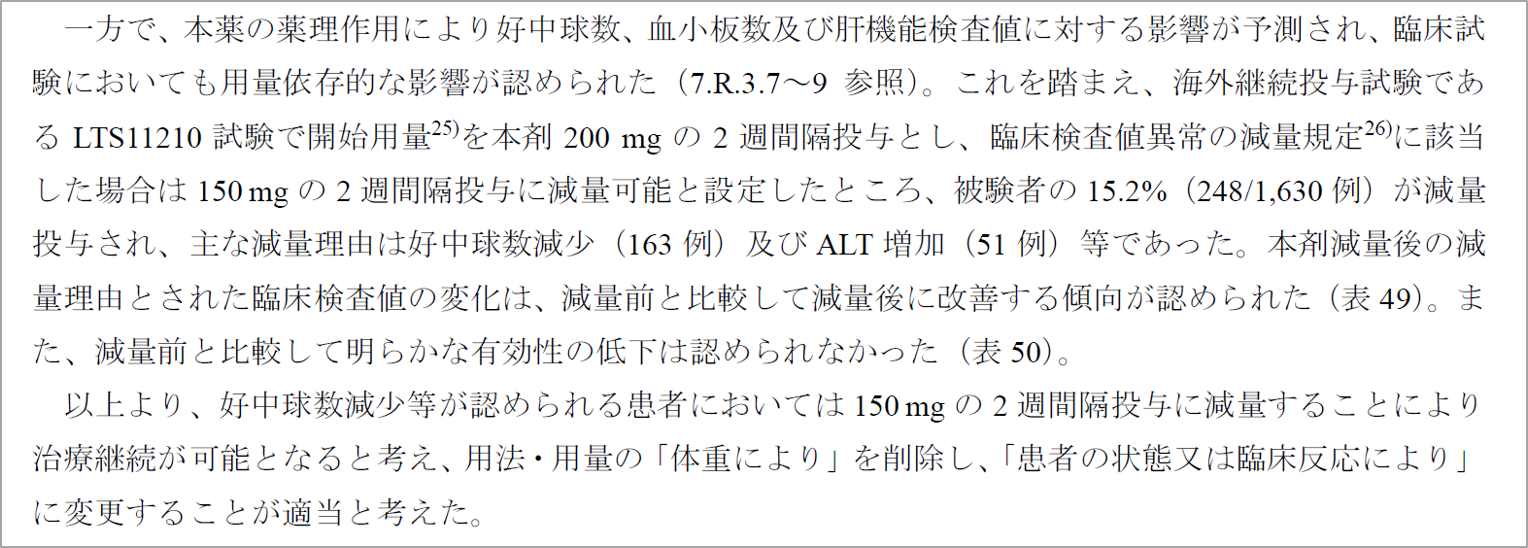 一方で、本薬の薬理作用により好中球数、血小板数及び肝機能検査値に対する影響が予測され、臨床試
験においても用量依存的な影響が認められた（7.R.3.7～9 参照）。これを踏まえ、海外継続投与試験であ
る LTS11210 試験で開始用量25)を本剤 200 mg の 2 週間隔投与とし、臨床検査値異常の減量規定26)に該当
した場合は 150 mg の 2 週間隔投与に減量可能と設定したところ、被験者の 15.2%（248/1,630 例）が減量
投与され、主な減量理由は好中球数減少（163 例）及び ALT 増加（51 例）等であった。本剤減量後の減
量理由とされた臨床検査値の変化は、減量前と比較して減量後に改善する傾向が認められた（表 49）。ま
た、減量前と比較して明らかな有効性の低下は認められなかった（表 50）。
以上より、好中球数減少等が認められる患者においては 150 mg の 2 週間隔投与に減量することにより
治療継続が可能となると考え、用法・用量の「体重により」を削除し、「患者の状態又は臨床反応により」
に変更することが適当と考えた。